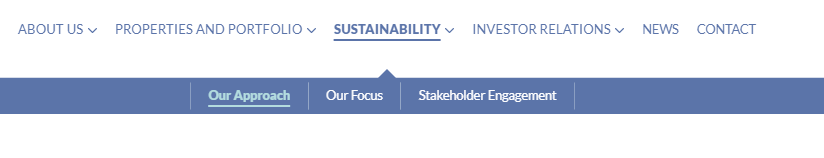 ABOUT US PROPERTIES AND PORTFOLIO SUSTAINABILITY INVESTOR RELATIONS NEWS CONTACT
Our Approach Our Focus Stakeholder Engagement